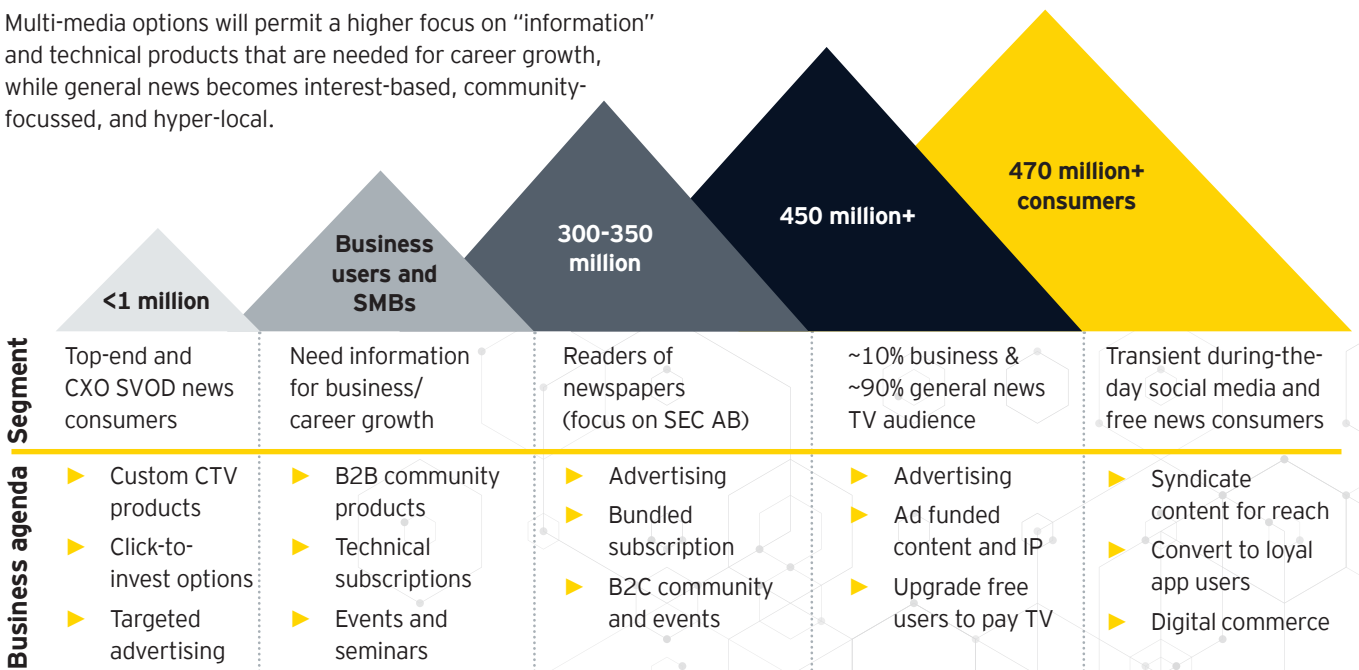 Multi-media options will permit a higher focus on “information”
and technical products that are needed for career growth,
while general news becomes interest-based, community-
focussed, and hyper-local.
<1 million
Business
users and
SMBs
300-350
million
450 million+
470 million+
consumers
Segment
Top-end and
CXO SVOD news
consumers
Need information
for business/
career growth
Readers of
newspapers
(focus on SEC AB)
~10% business &
~90% general news
TV audience
Transient during-the-
day social media and
free news consumers
Business agenda
► Custom CTV
products
► Click-to-
invest options
► Targeted
advertising
► B2B community
products
► Technical
subscriptions
► Events and
seminars
► Advertising
► Bundled
subscription
► B2C community
and events
► Advertising
► Ad funded
content and IP
► Upgrade free
users to pay TV
► Syndicate
content for reach
► Convert to loyal
app users
► Digital commerce